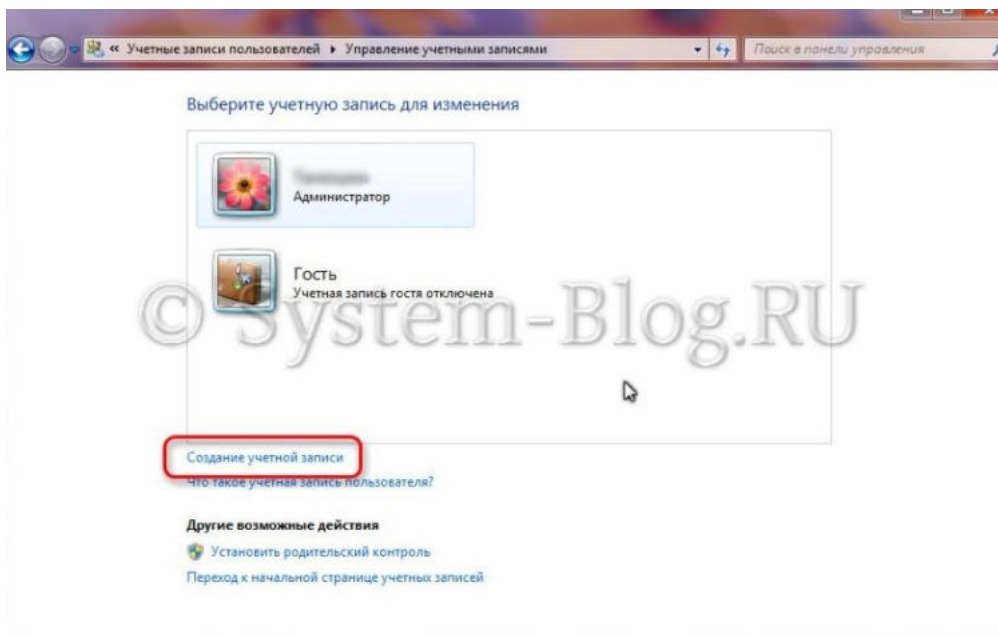 « Учетные записи пользователей ▸ Управление учетными записями
Поиск в панели управления
Выберите учетную запись для изменения
Администратор
Гость
Учетная запись гостя отключена
© System-Blog.RU
Создание учетной записи
Что такое учетная запись пользователя?
Другие возможные действия
Установить родительский контроль
Переход к начальной странице учетных записей